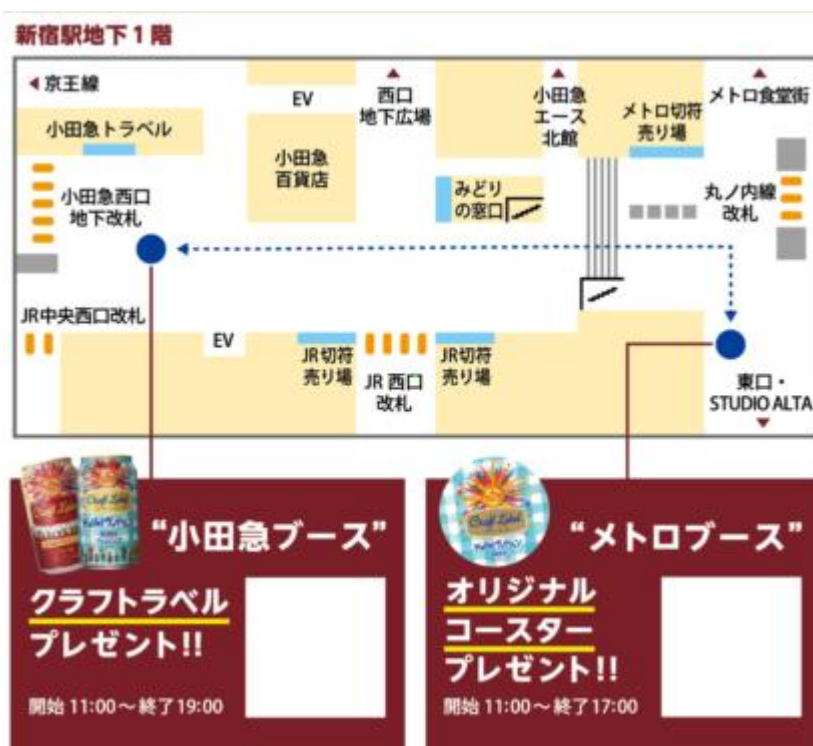 新宿駅地下1階
京王線
EV
西口
地下広場
小田急
エース
北館
メトロ切符
売り場
メトロ食堂街
小田急トラベル
小田急
百貨店
小田急西口
地下改札
みどり
の窓口
丸ノ内線
改札
JR中央西口改札
EV
JR切符
売り場
JR 西口
改札
JR切符
売り場
東口・
STUDIO ALTA
“小田急ブース”
クラフトラベル
プレゼント!!
開始 11:00~終了19:00
Craft Label
“メトロブース”
オリジナル
コースター
プレゼント!!
開始 11:00~終了17:00